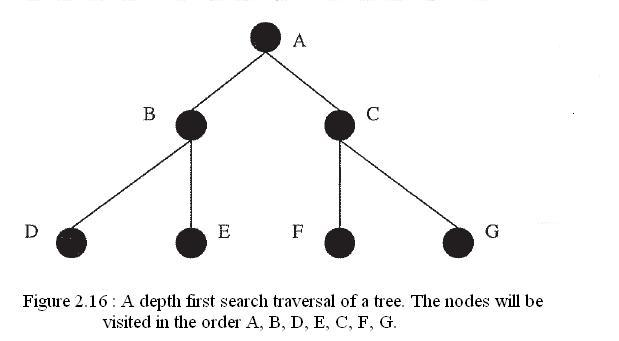 A
B
C
D
E
F
G
Figure 2.16 : A depth first search traversal of a tree. The nodes will be
visited in the order A, B, D, E, C, F, G.